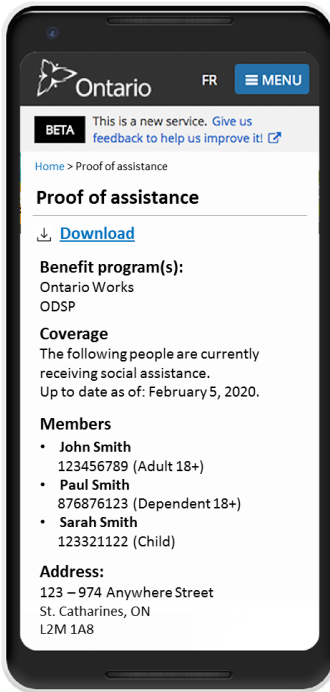 Ontario
FR
MENU
BETA
This is a new service. Give us
feedback to help us improve it!
Home > Proof of assistance
Proof of assistance
Download
Benefit program(s):
Ontario Works
ODSP
Coverage
The following people are currently
receiving social assistance.
Up to date as of: February 5, 2020.
Members
• John Smith
123456789 (Adult 18+)
• Paul Smith
876876123 (Dependent 18+)
• Sarah Smith
123321122 (Child)
Address:
123 – 974 Anywhere Street
St. Catharines, ON
L2M 1A8